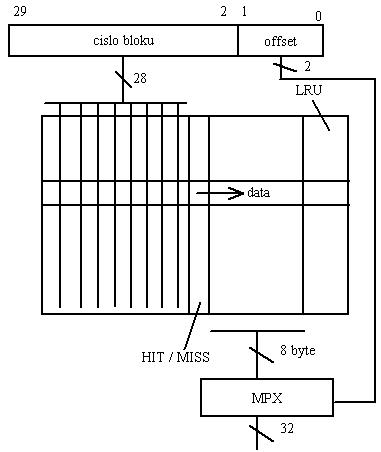 29 2 1 0
cislo bloku offset
28 2
LRU
data
HIT / MISS
8 byte
MPX
32